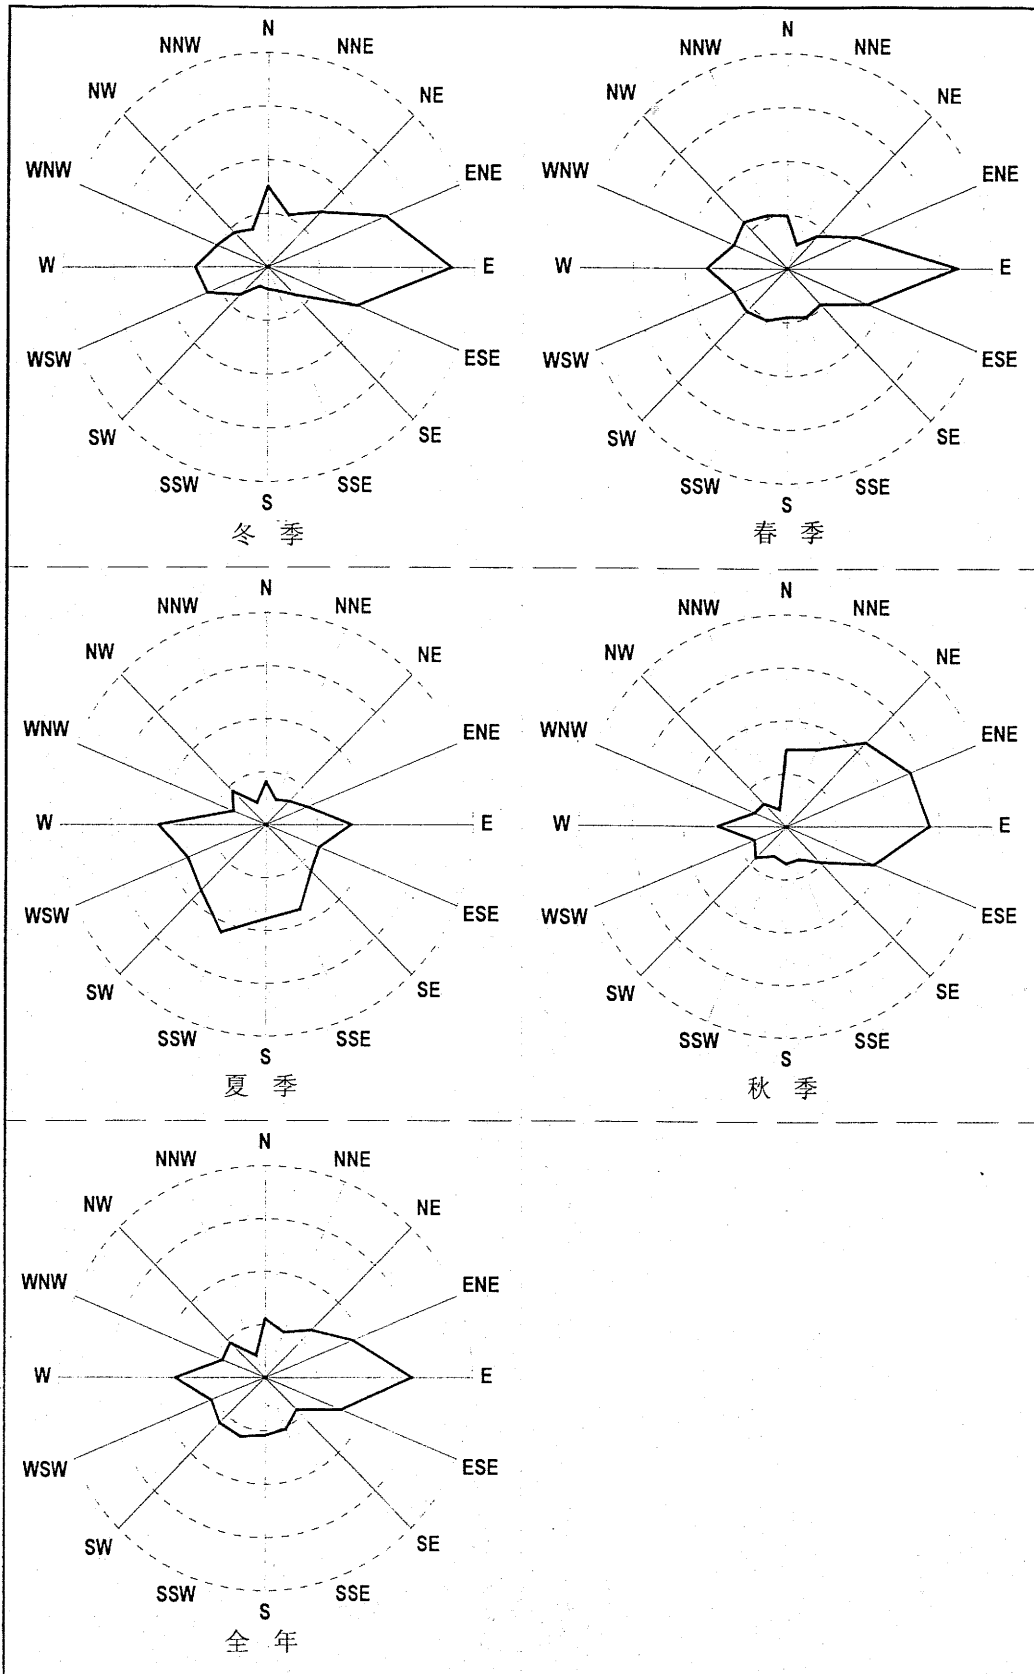 N
NNW NNE
NW NE
WNW ENE
W E
WSW ESE
SW SE
SSW SSE
S
冬 季
N
NNW NNE
NW NE
WNW ENE
W E
WSW ESE
SW SE
SSW SSE
S
春 季
N
NNW NNE
NW NE
WNW ENE
W E
WSW ESE
SW SE
SSW SSE
S
夏 季
N
NNW NNE
NW NE
WNW ENE
W E
WSW ESE
SW SE
SSW SSE
S
秋 季
N
NNW NNE
NW NE
WNW ENE
W E
WSW ESE
SW SE
SSW SSE
S
全 年